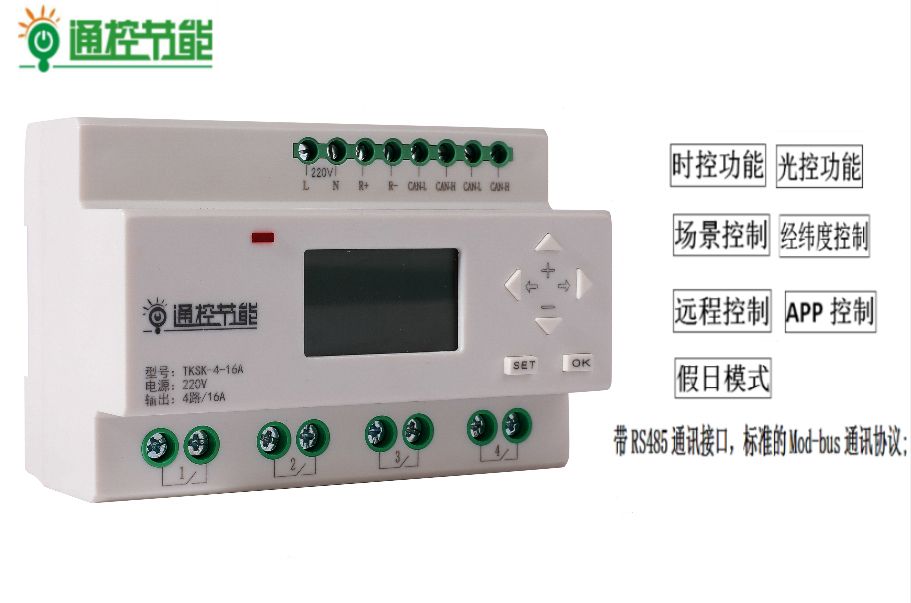 通控节能
时控功能 光控功能
场景控制 经纬度控制
远程控制 APP 控制
假日模式
带RS485通讯接口，标准的Mod-bus通讯协议;
220V
L N R+ R- CAN-L CAN-H CAN-L CAN-H
通控节能
型号: TKSK-4-16A
电源: 220V
输出: 4路/16A
SET OK
1 2 3 4